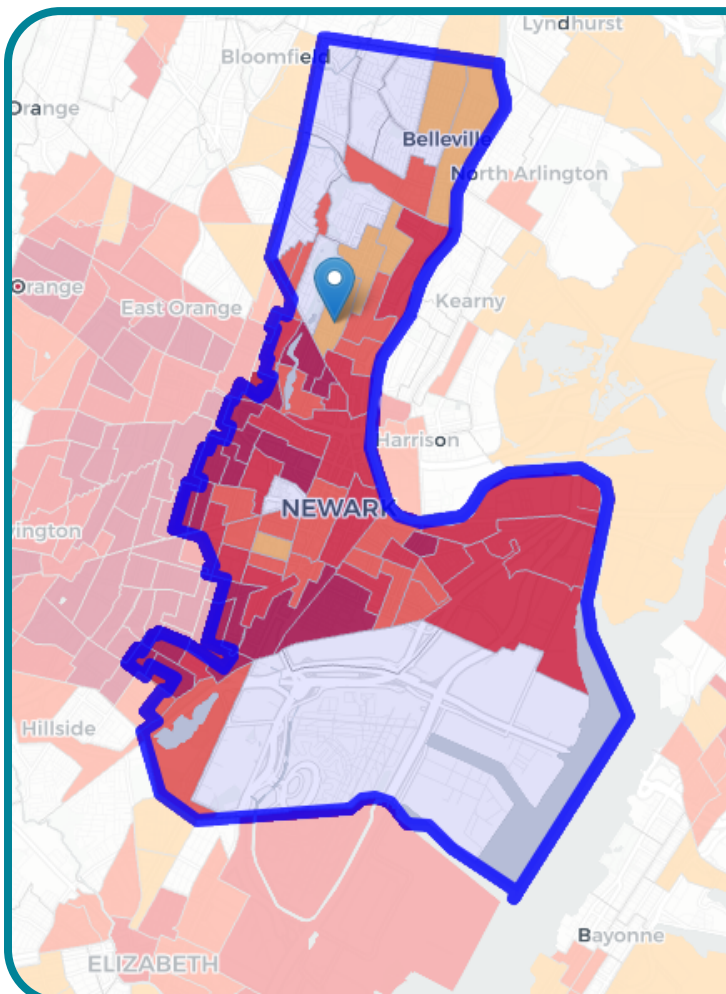 Lyndhurst
Bloomfield
Orange
Belleville
North Arlington
Orange
East Orange
Kearny
Harrison
NEWARK
vington
Hillside
Bayonne
ELIZABETH